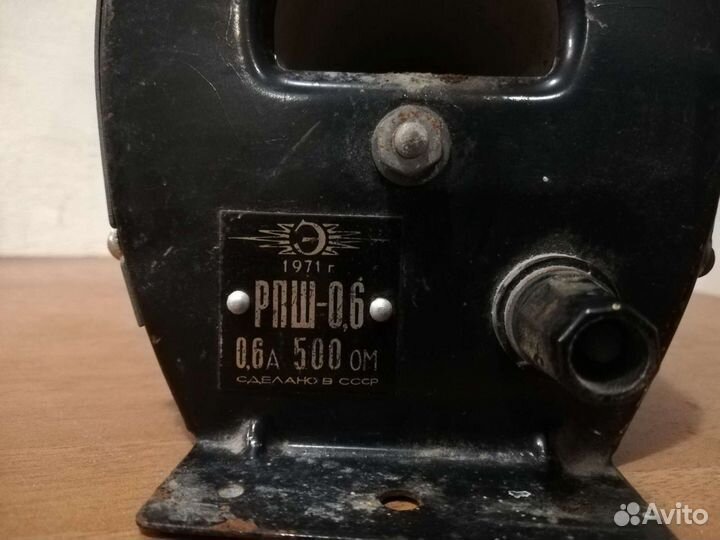 Э
1971 г.
РПШ-0,6
0,6А 500 ОМ
СДЕЛАНО В СССР
Avito